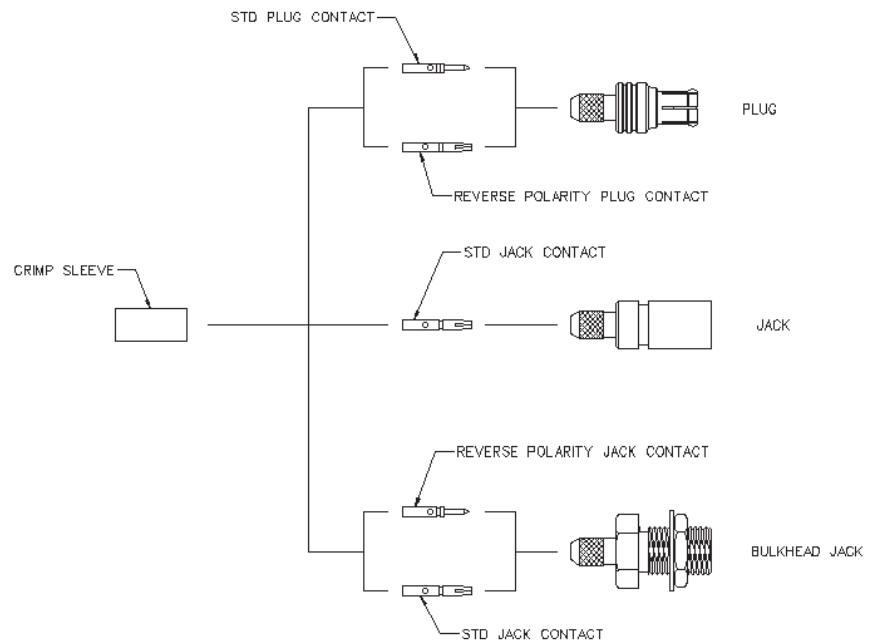 STD PLUG CONTACT
PLUG
REVERSE POLARITY PLUG CONTACT
STD JACK CONTACT
CRIMP SLEEVE
JACK
REVERSE POLARITY JACK CONTACT
BULKHEAD JACK
STD JACK CONTACT